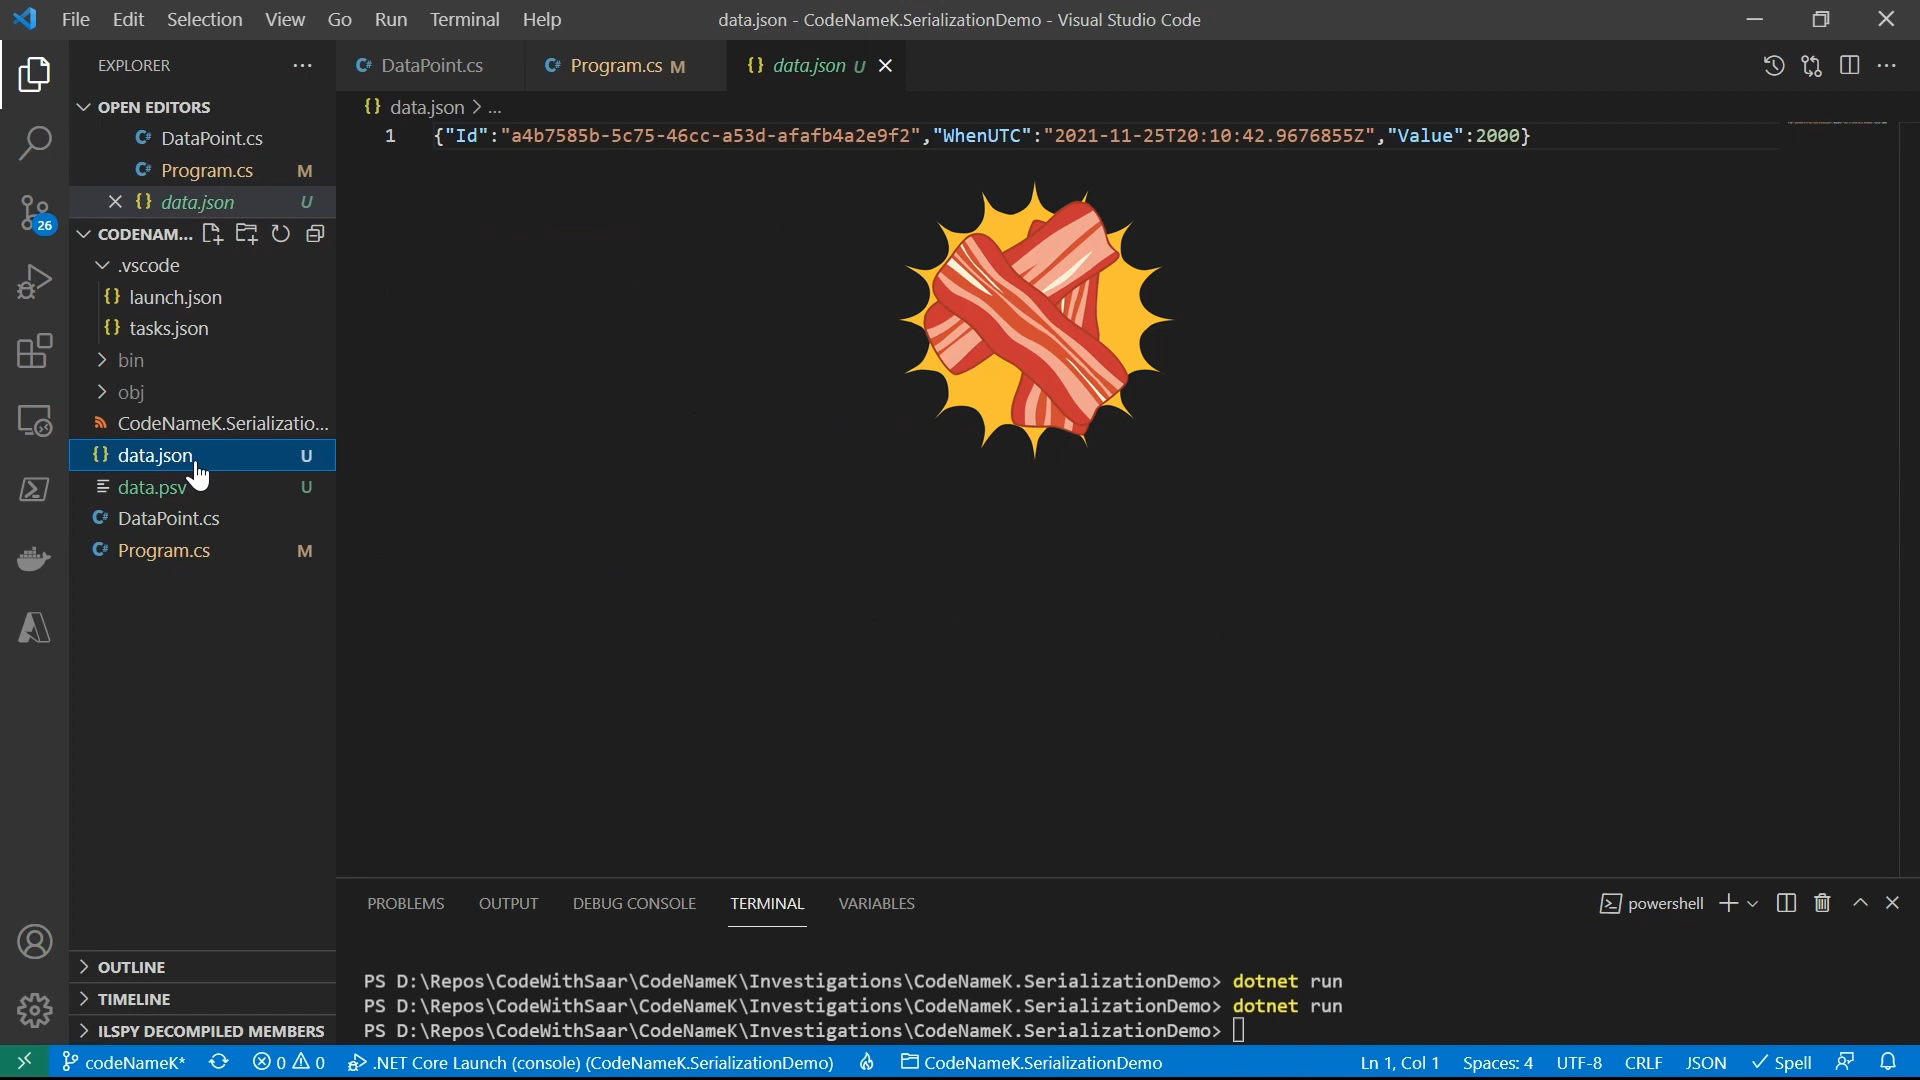 File Edit Selection View Go Run Terminal Help
data.json - CodeNameK.SerializationDemo - Visual Studio Code
EXPLORER
DataPoint.cs
Program.cs M
data.json U
OPEN EDITORS
DataPoint.cs
Program.cs M
data.json U
CODENAM...
.vscode
launch.json
tasks.json
bin
obj
CodeNameK.Serializatio...
data.json U
data.psv U
DataPoint.cs
Program.cs M
OUTLINE
TIMELINE
ILSPY DECOMPILED MEMBERS
26
data.json > ...
1 {"Id":"a4b7585b-5c75-46cc-a53d-afafb4a2e9f2","WhenUTC":"2021-11-25T20:10:42.9676855Z","Value":2000}
PROBLEMS OUTPUT DEBUG CONSOLE TERMINAL VARIABLES
powershell
PS D:\Repos\CodeWithSaar\CodeNameK\Investigations\CodeNameK.SerializationDemo> dotnet run
PS D:\Repos\CodeWithSaar\CodeNameK\Investigations\CodeNameK.SerializationDemo> dotnet run
PS D:\Repos\CodeWithSaar\CodeNameK\Investigations\CodeNameK.SerializationDemo>
codeNameK* 0 0 .NET Core Launch (console) (CodeNameK.SerializationDemo) CodeNameK.SerializationDemo Ln 1, Col 1 Spaces: 4 UTF-8 CRLF JSON Spell